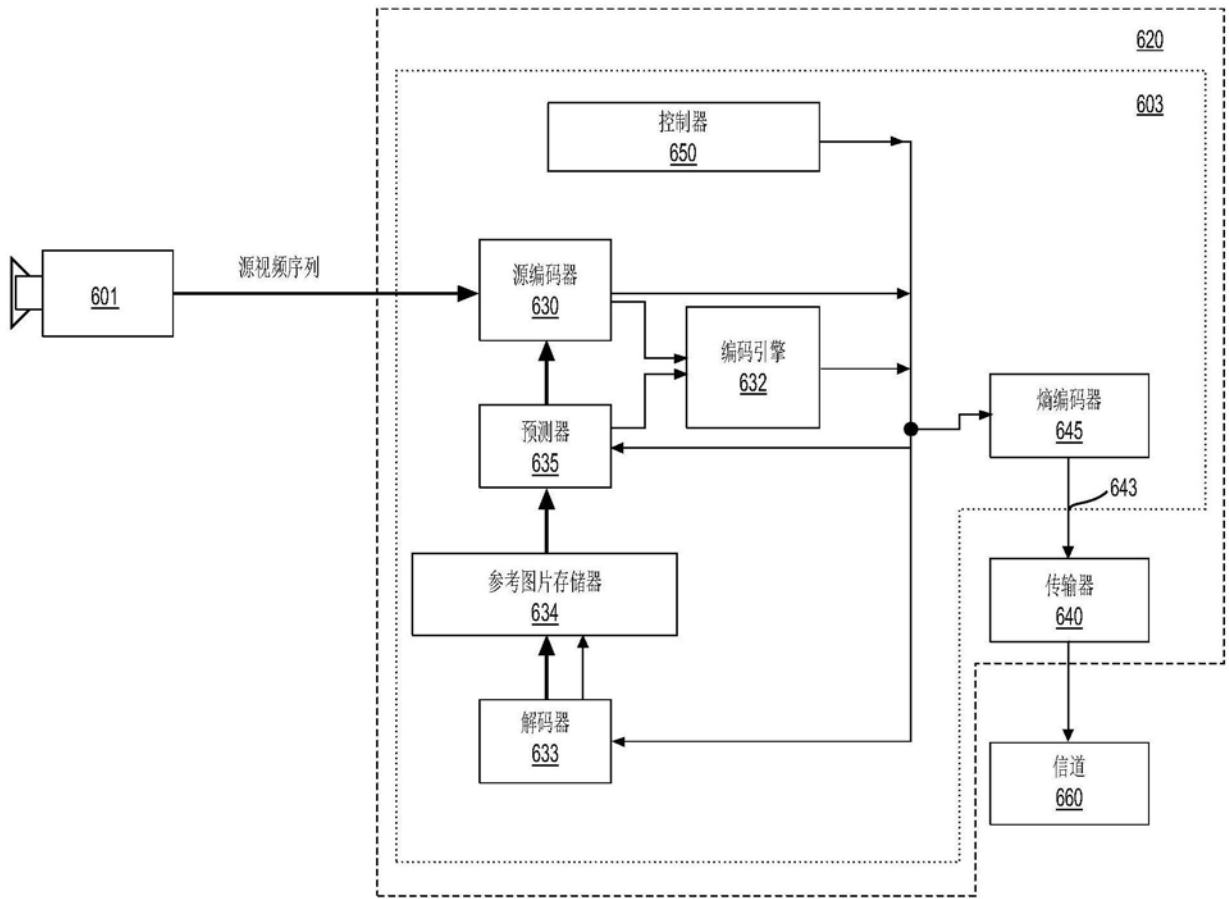 620
603
控制器
650
源视频序列
601
源编码器
630
编码引擎
632
预测器
635
熵编码器
645
643
参考图片存储器
634
传输器
640
解码器
633
信道
660